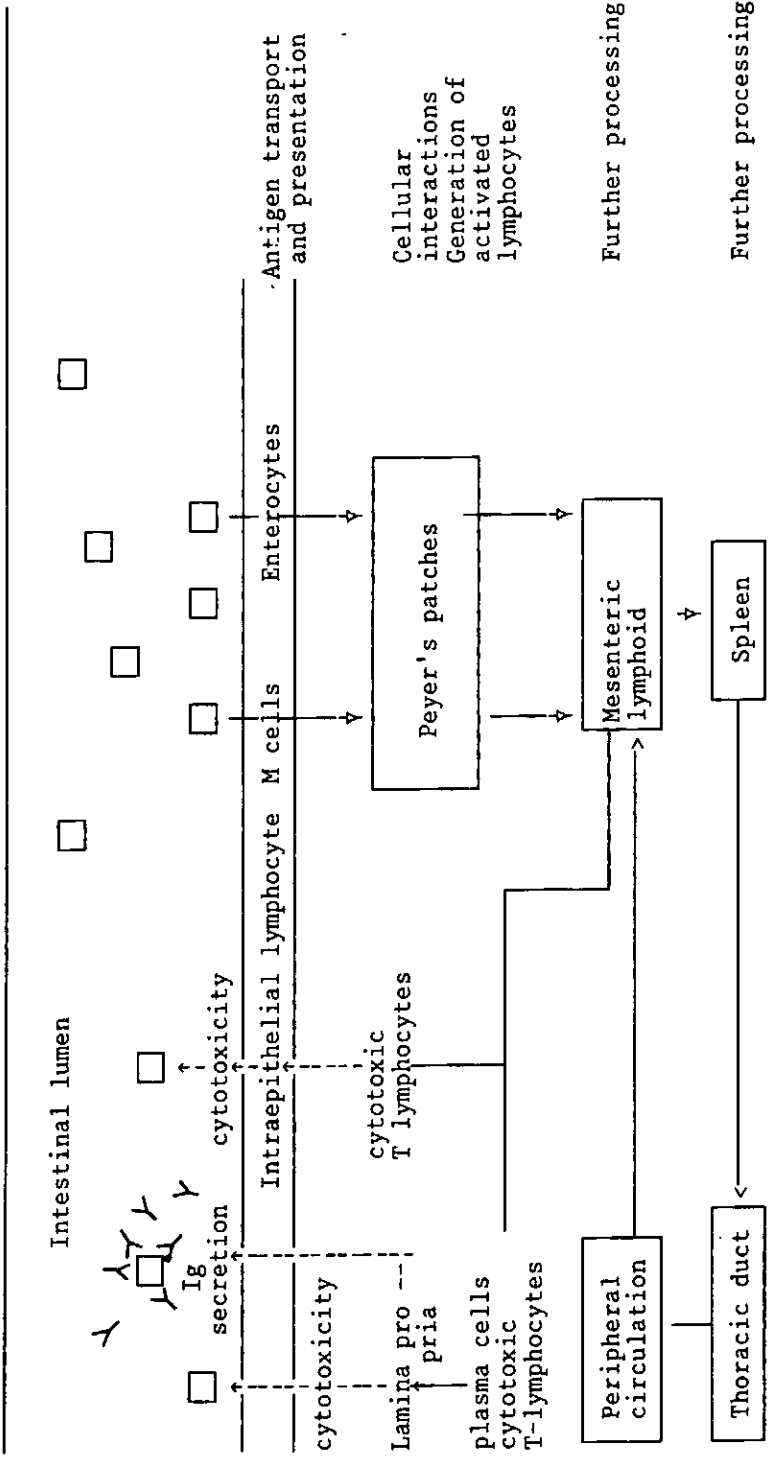 Intestinal lumen
Ig
secretion
cytotoxicity
cytotoxicity
Intraepithelial lymphocyte M cells Enterocytes
Antigen transport
and presentation
Lamina pro --
pria
cytotoxic
T lymphocytes
plasma cells
cytotoxic
T-lymphocytes
Peyer's patches
Cellular
interactions
Generation of
activated
lymphocytes
Peripheral
circulation
Mesenteric
lymphoid
Further processing
Thoracic duct
Spleen
Further processing